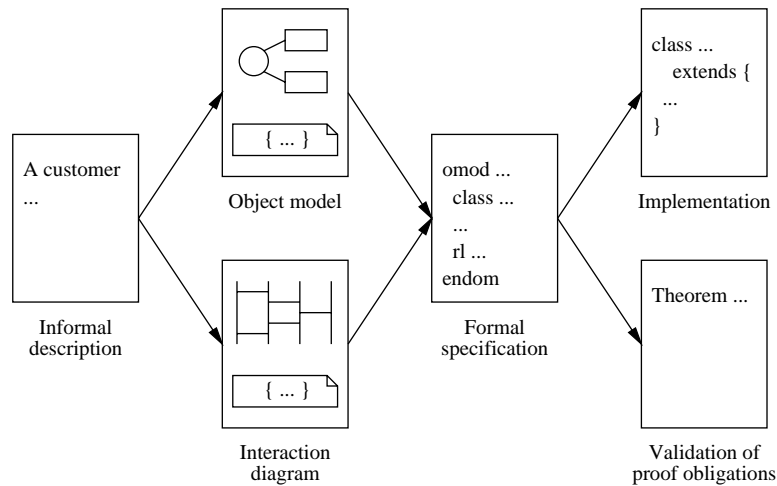 A customer
...
Informal
description
{ ... }
Object model
{ ... }
Interaction
diagram
omod ...
class ...
...
rl ...
endom
Formal
specification
class ...
extends {
...
}
Implementation
Theorem ...
Validation of
proof obligations